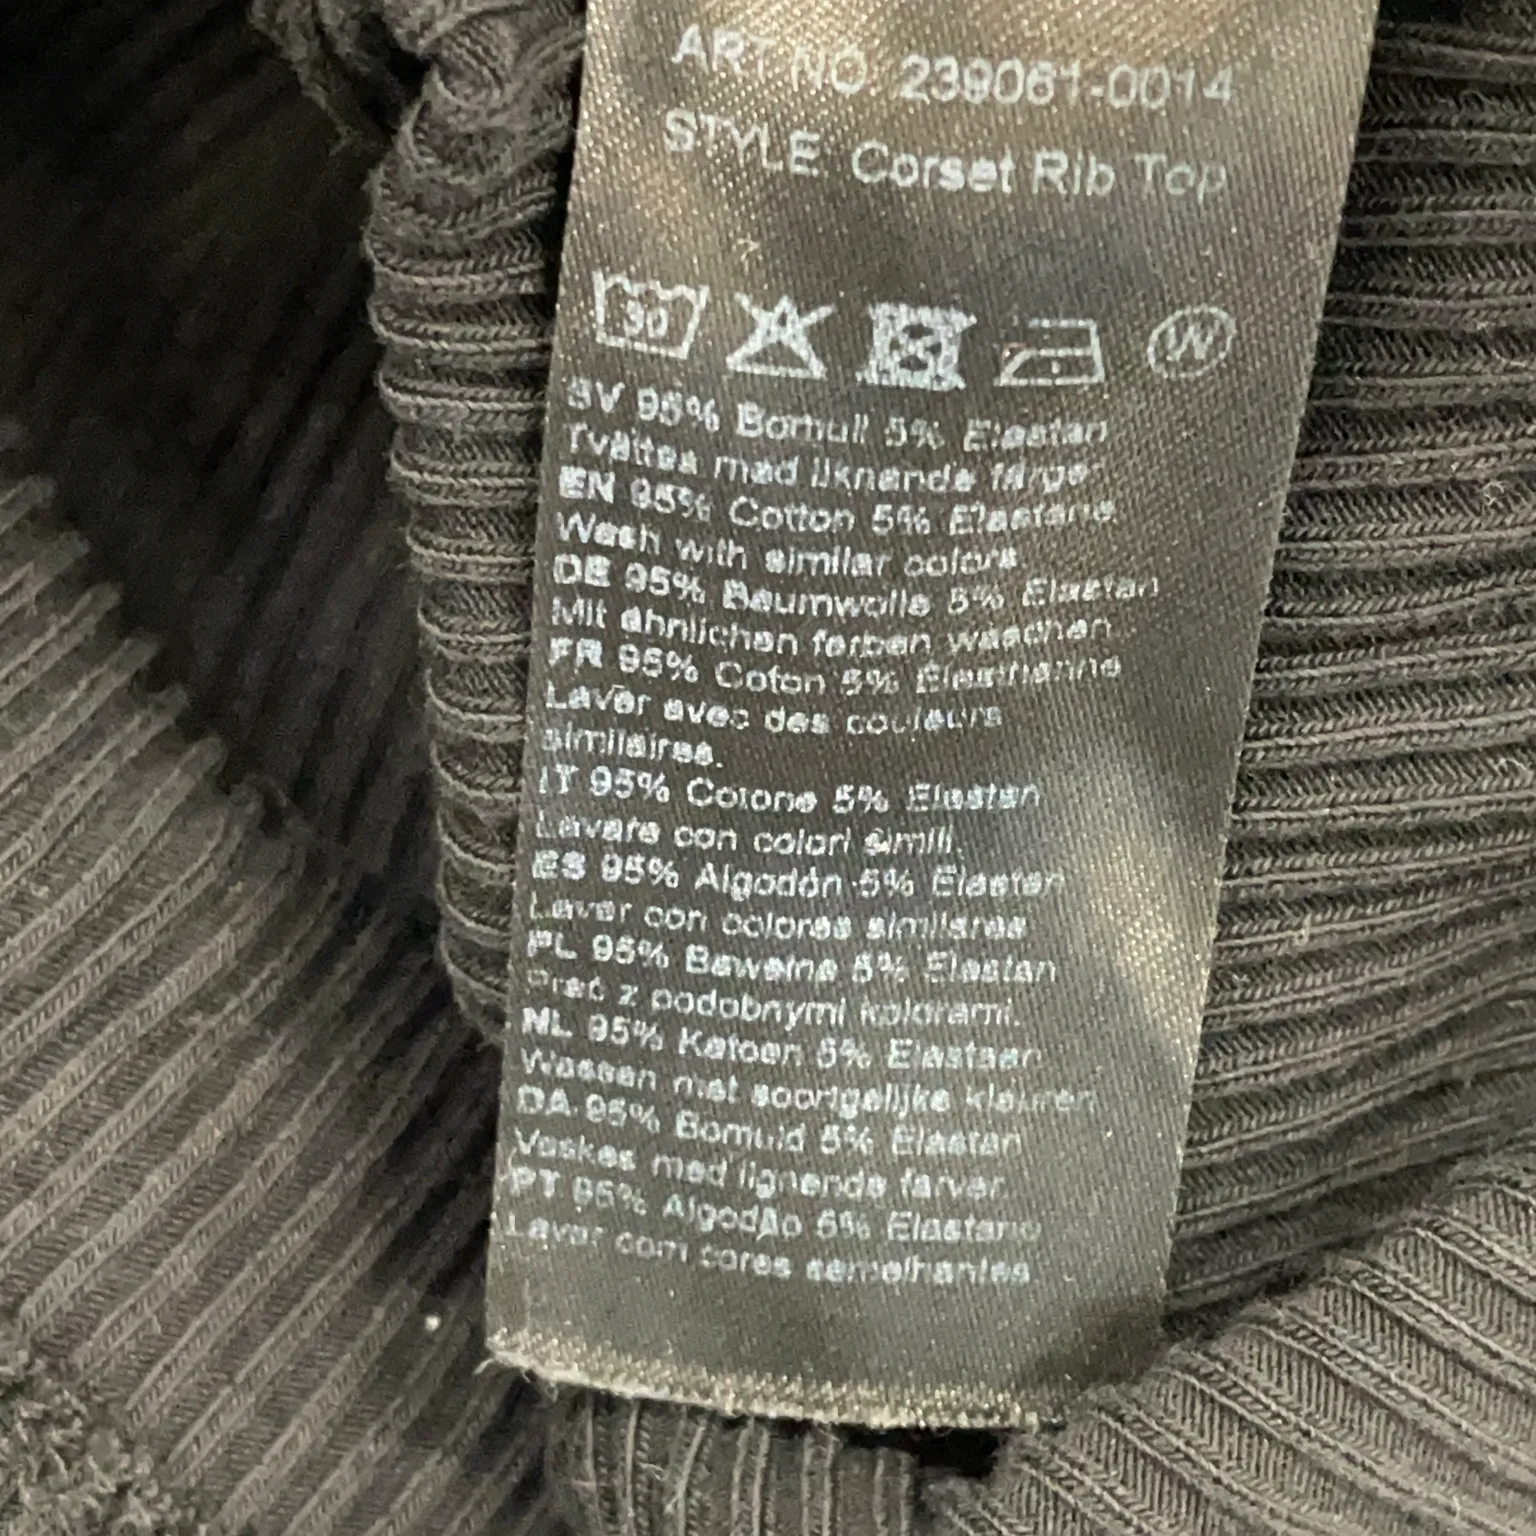 ART NO. 239061-0014
STYLE: Corset Rib Top
30 W
SV 95% Bomull 5% Elastan
Tvättes med liknande färger
EN 95% Cotton 5% Elastane
Wash with similar colors
DE 95% Baumwolle 5% Elastan
Mit ähnlichen farben waschen
FR 95% Coton 5% Élasthanne
Laver avec des couleurs
similaires.
IT 95% Cotone 5% Elastan
Lavare con colori simili.
ES 95% Algodón 5% Elastan
Lavar con colores similares
PL 95% Bawełna 5% Elastan
Prać z podobnymi kolorami.
NL 95% Katoen 5% Elastaan
Wassen met soortgelijke kleuren
DA 95% Bomuld 5% Elastan
Vaskes med lignende farver.
PT 95% Algodão 5% Elastano
Lavar com cores semelhantes